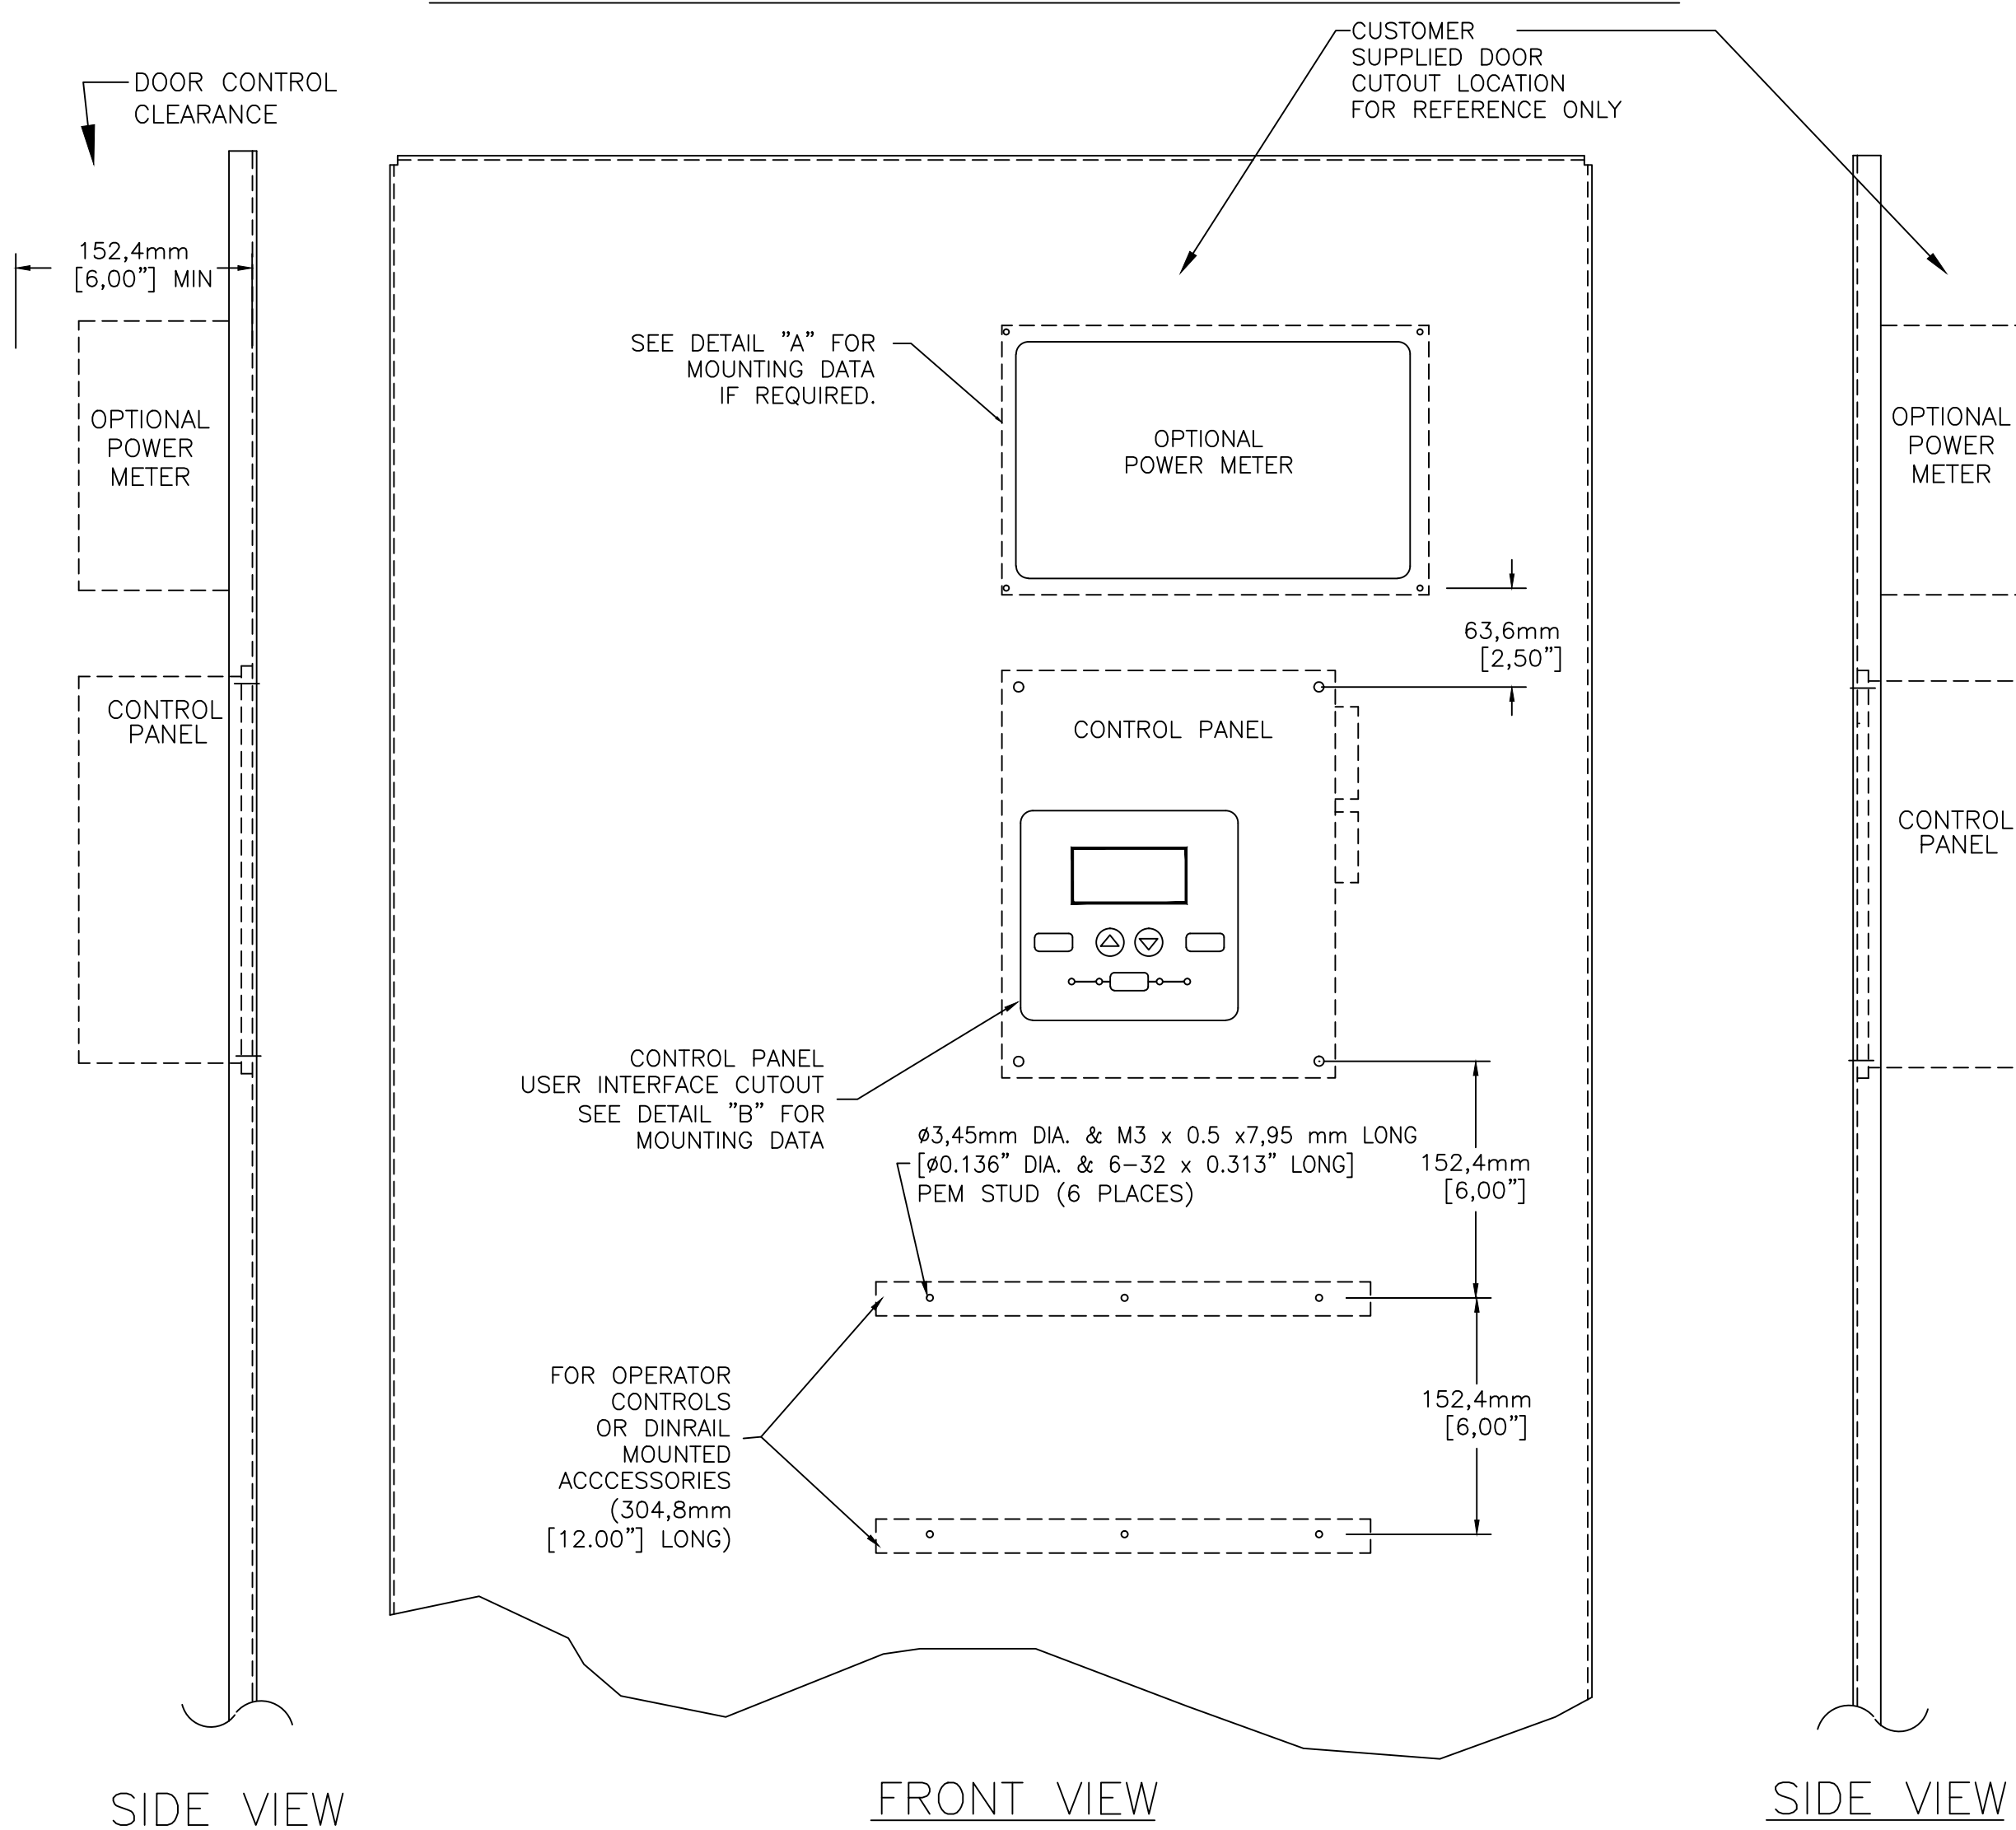 DOOR CONTROL
CLEARANCE
CUSTOMER
SUPPLIED DOOR
CUTOUT LOCATION
FOR REFERENCE ONLY
152,4mm
[6,00"] MIN
OPTIONAL
POWER
METER
CONTROL
PANEL
SEE DETAIL "A" FOR
MOUNTING DATA
IF REQUIRED.
OPTIONAL
POWER METER
63,6mm
[2,50"]
CONTROL PANEL
CONTROL PANEL
USER INTERFACE CUTOUT
SEE DETAIL "B" FOR
MOUNTING DATA
ø3,45mm DIA. & M3 x 0.5 x7,95 mm LONG
[ø0.136" DIA. & 6-32 x 0.313" LONG]
PEM STUD (6 PLACES)
152,4mm
[6,00"]
FOR OPERATOR
CONTROLS
OR DINRAIL
MOUNTED
ACCCESSORIES
(304,8mm
[12.00"] LONG)
152,4mm
[6,00"]
OPTIONAL
POWER
METER
CONTROL
PANEL
SIDE VIEW
FRONT VIEW
SIDE VIEW